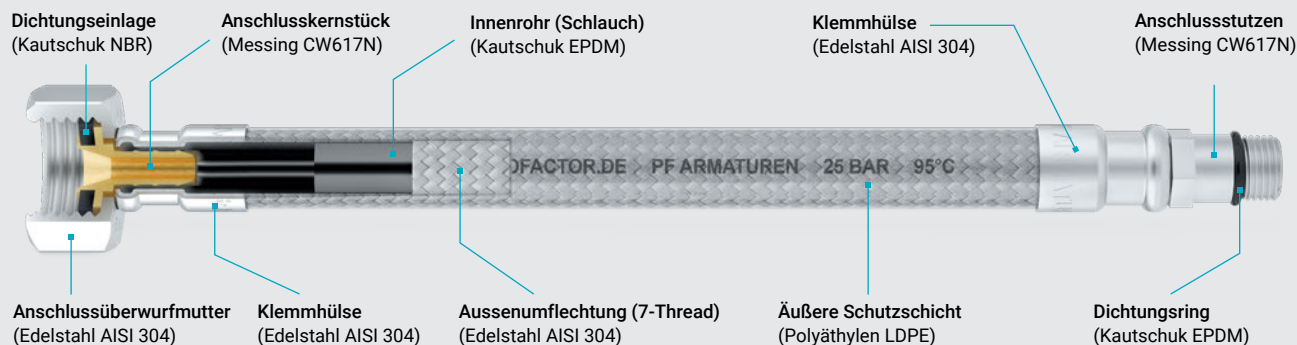 Dichtungseinlage
(Kautschuk NBR)
Anschlusskernstück
(Messing CW617N)
Innenrohr (Schlauch)
(Kautschuk EPDM)
Klemmhülse
(Edelstahl AISI 304)
Anschlussstutzen
(Messing CW617N)
OFACTOR.DE PF ARMATUREN 25 BAR 95°C
Anschlussüberwurfmutter
(Edelstahl AISI 304)
Klemmhülse
(Edelstahl AISI 304)
Aussenumflechtung (7-Thread)
(Edelstahl AISI 304)
Äußere Schutzschicht
(Polyäthylen LDPE)
Dichtungsring
(Kautschuk EPDM)